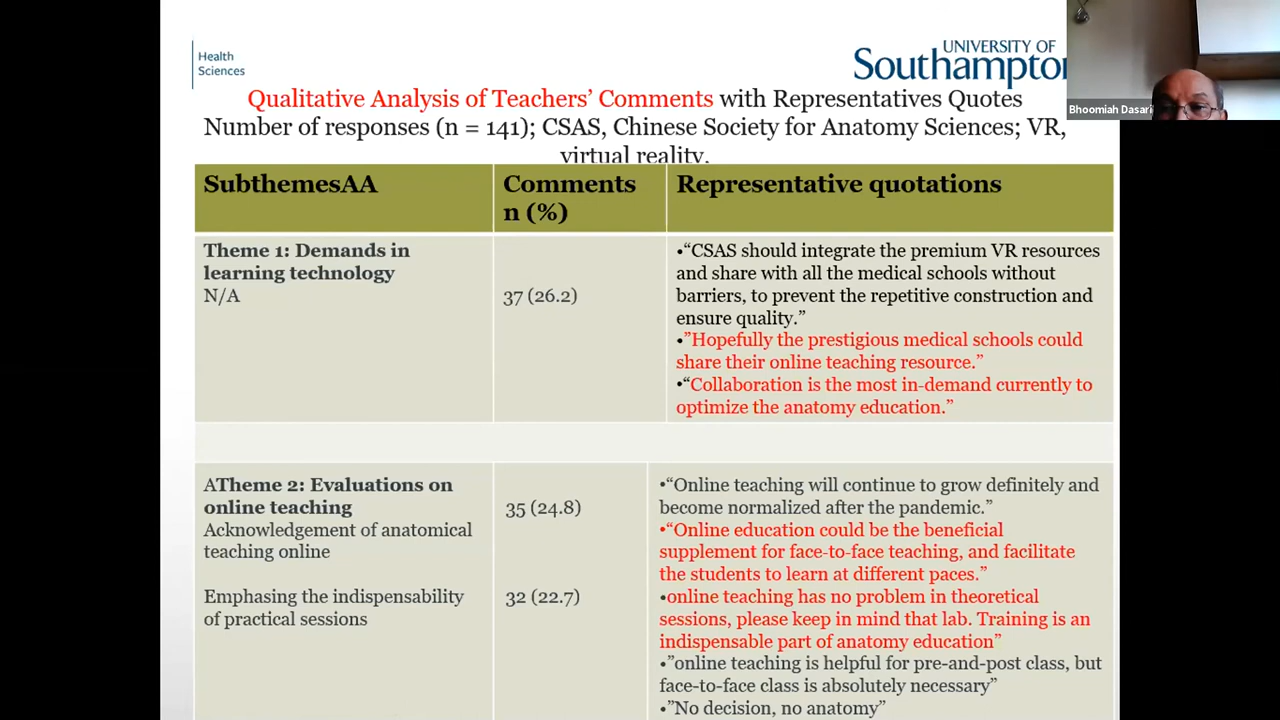 Health
Sciences
UNIVERSITY OF
Southampton
Bhoomiah Dasari
Qualitative Analysis of Teachers’ Comments with Representatives Quotes
Number of responses (n = 141); CSAS, Chinese Society for Anatomy Sciences; VR,
virtual reality.
SubthemesAA
Comments
n (%)
Representative quotations
Theme 1: Demands in
learning technology
N/A
37 (26.2)
•“CSAS should integrate the premium VR resources
and share with all the medical schools without
barriers, to prevent the repetitive construction and
ensure quality.”
•”Hopefully the prestigious medical schools could
share their online teaching resource.”
•“Collaboration is the most in-demand currently to
optimize the anatomy education.”
ATheme 2: Evaluations on
online teaching
Acknowledgement of anatomical
teaching online
35 (24.8)
Emphasing the indispensability
of practical sessions
32 (22.7)
•“Online teaching will continue to grow definitely and
become normalized after the pandemic.”
•“Online education could be the beneficial
supplement for face-to-face teaching, and facilitate
the students to learn at different paces.”
•online teaching has no problem in theoretical
sessions, please keep in mind that lab. Training is an
indispensable part of anatomy education”
•”online teaching is helpful for pre-and-post class, but
face-to-face class is absolutely necessary”
•”No decision, no anatomy”